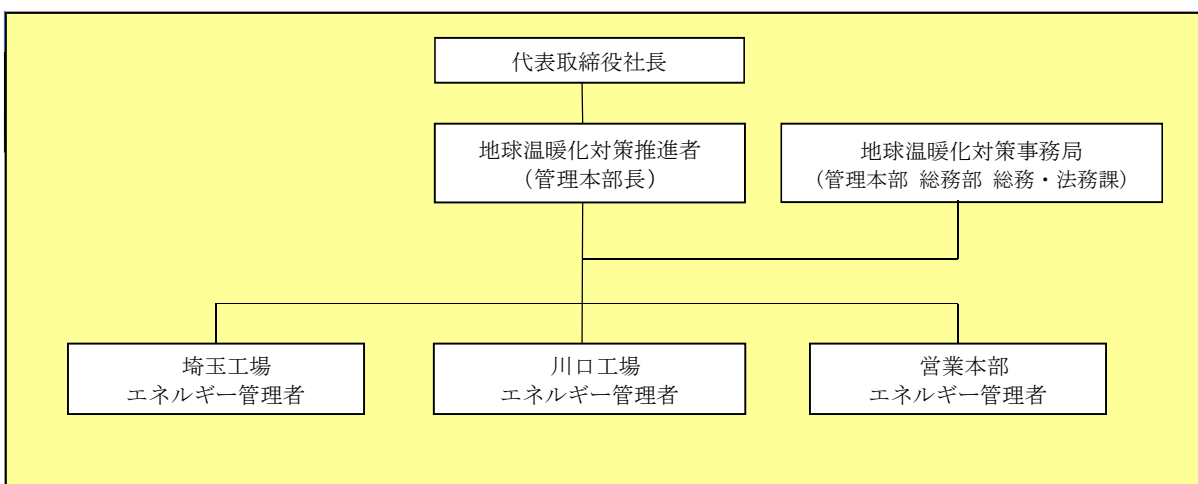 代表取締役社長
地球温暖化対策推進者
（管理本部長）
地球温暖化対策事務局
（管理本部 総務部 総務・法務課）
埼玉工場
エネルギー管理者
川口工場
エネルギー管理者
営業本部
エネルギー管理者